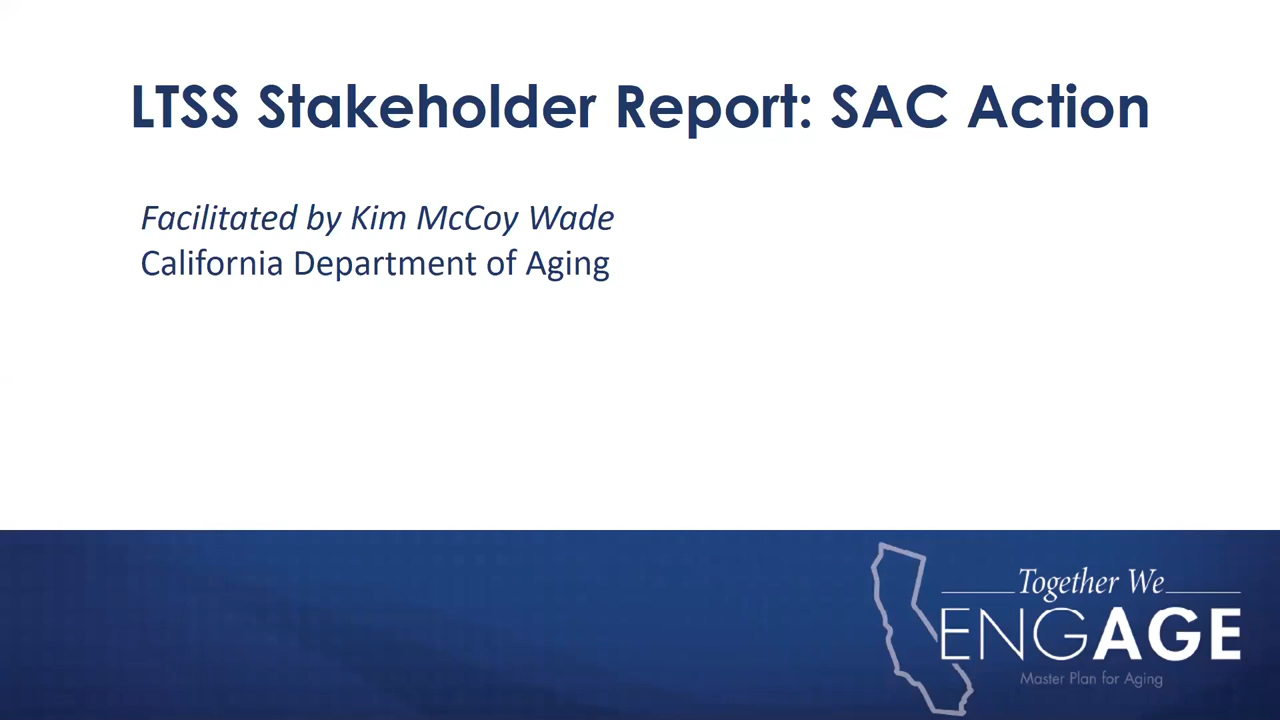 LTSS Stakeholder Report: SAC Action
Facilitated by Kim McCoy Wade
California Department of Aging
Together We
ENGAGE
Master Plan for Aging